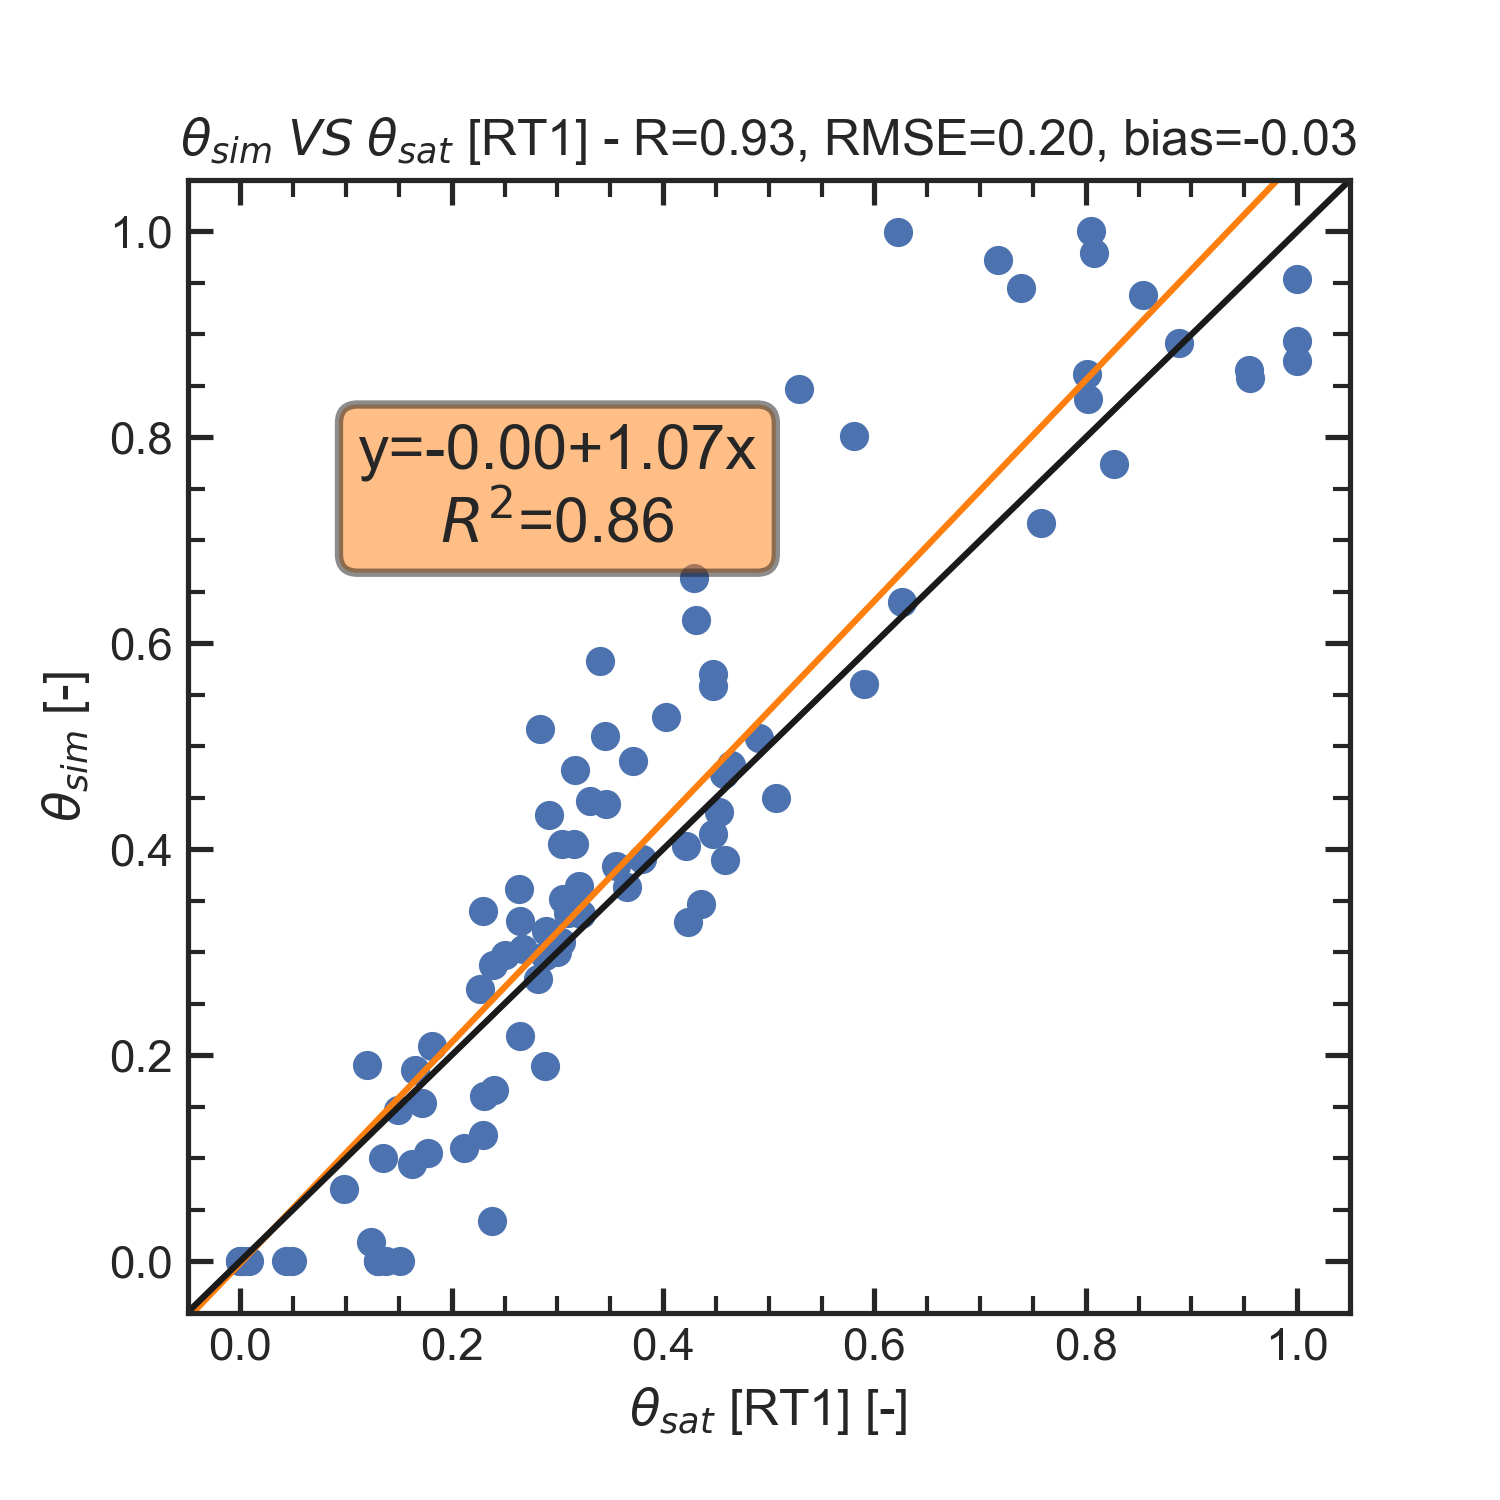 θsim VS θsat [RT1] - R=0.93, RMSE=0.20, bias=-0.03
1.0
0.8
0.6
0.4
0.2
0.0
θsim [-]
y=-0.00+1.07x
R²=0.86
0.0 0.2 0.4 0.6 0.8 1.0
θsat [RT1] [-]